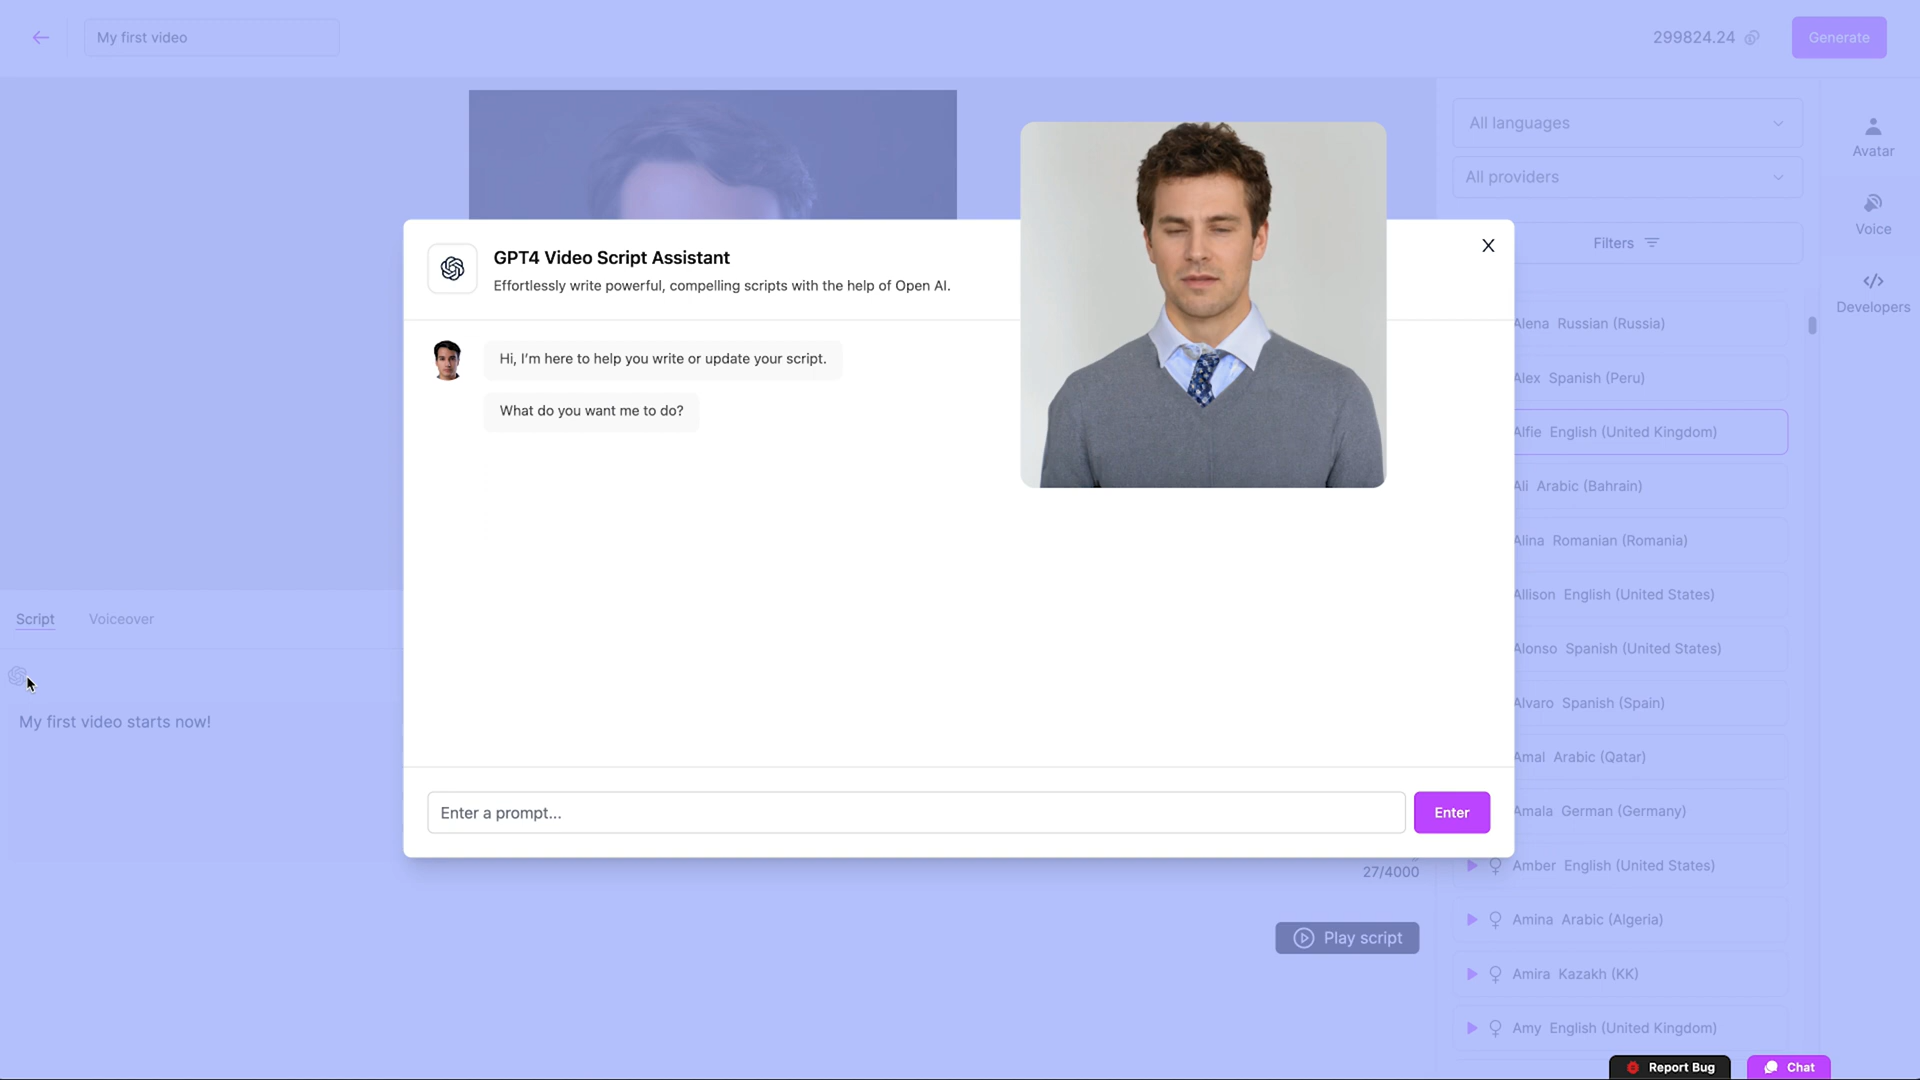 My first video
299824.24
Generate
All languages
All providers
Filters
Avatar
Voice
Developers
GPT4 Video Script Assistant
Effortlessly write powerful, compelling scripts with the help of Open AI.
X
Hi, I'm here to help you write or update your script.
What do you want me to do?
Enter a prompt...
Enter
Script
Voiceover
My first video starts now!
27/4000
Play script
Alena Russian (Russia)
Alex Spanish (Peru)
Alfie English (United Kingdom)
Ali Arabic (Bahrain)
Alina Romanian (Romania)
Allison English (United States)
Alonso Spanish (United States)
Alvaro Spanish (Spain)
Amal Arabic (Qatar)
Amala German (Germany)
Amber English (United States)
Amina Arabic (Algeria)
Amira Kazakh (KK)
Amy English (United Kingdom)
Report Bug
Chat